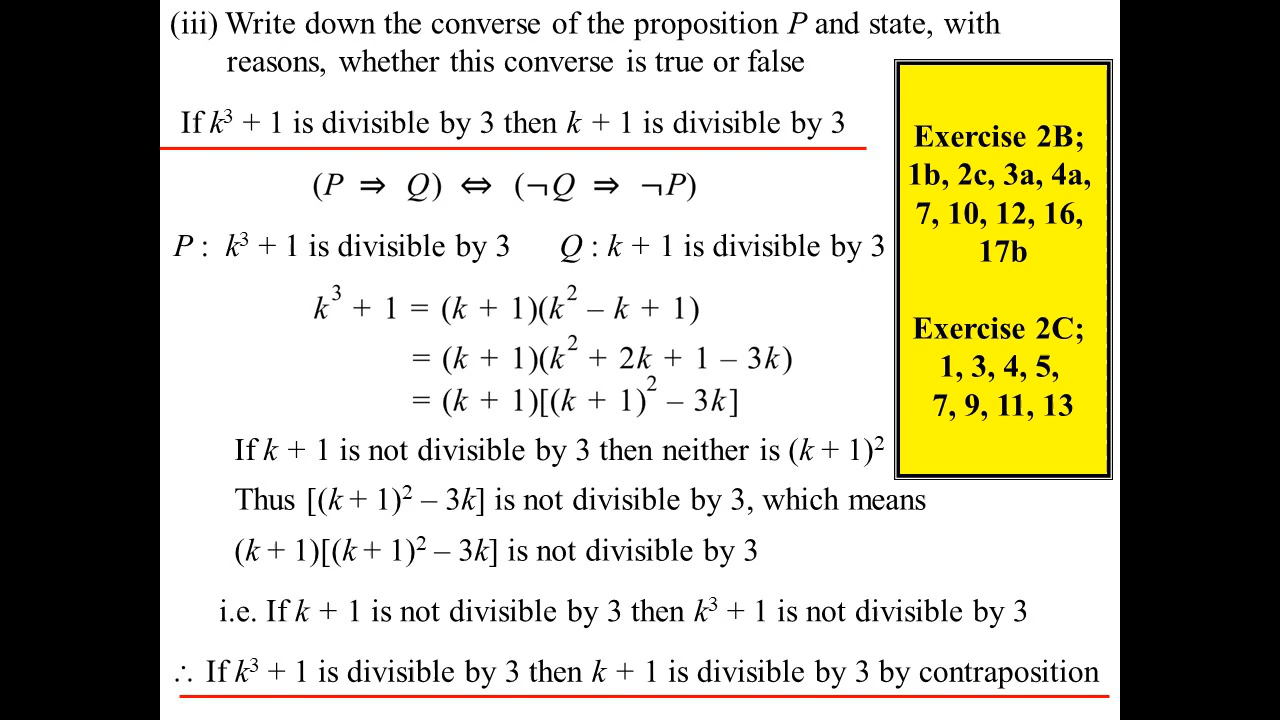 (iii) Write down the converse of the proposition P and state, with
reasons, whether this converse is true or false
If k³ + 1 is divisible by 3 then k + 1 is divisible by 3
(P ⇒ Q) ⇔ (¬Q ⇒ ¬P)
P : k³ + 1 is divisible by 3 Q : k + 1 is divisible by 3
k³ + 1 = (k + 1)(k² – k + 1)
= (k + 1)(k² + 2k + 1 – 3k)
= (k + 1)[(k + 1)² – 3k]
If k + 1 is not divisible by 3 then neither is (k + 1)²
Thus [(k + 1)² – 3k] is not divisible by 3, which means
(k + 1)[(k + 1)² – 3k] is not divisible by 3
i.e. If k + 1 is not divisible by 3 then k³ + 1 is not divisible by 3
∴ If k³ + 1 is divisible by 3 then k + 1 is divisible by 3 by contraposition
Exercise 2B;
1b, 2c, 3a, 4a,
7, 10, 12, 16,
17b
Exercise 2C;
1, 3, 4, 5,
7, 9, 11, 13